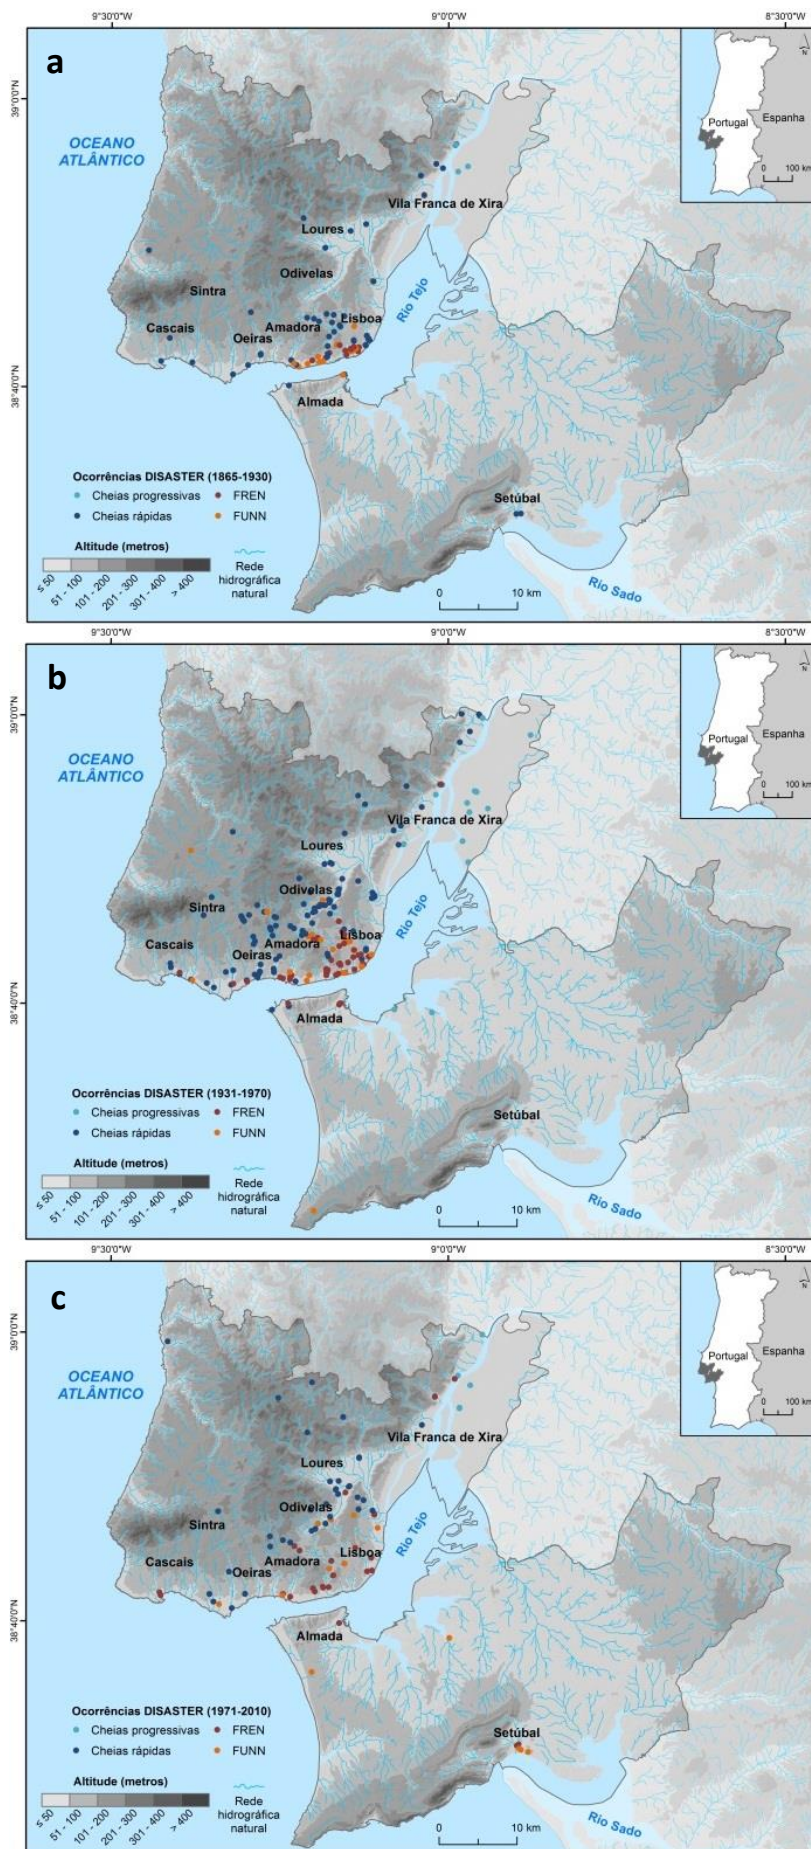 9°30'0"W
9°0'0"W
8°30'0"W
a
N
39°0'0"N
OCEANO
ATLÂNTICO
Portugal
Espanha
0 100 km
Vila Franca de Xira
Loures
Odivelas
Rio Tejo
Sintra
Cascais
Amadora
Lisboa
Oeiras
38°40'0"N
Almada
Ocorrências DISASTER (1865-1930)
Cheias progressivas
FREN
Cheias rápidas
FUNN
Setúbal
Altitude (metros)
≤ 50
51 - 100
101 - 200
201 - 300
301 - 400
> 400
Rede
hidrográfica
natural
Rio Sado
0 10 km
9°30'0"W
9°0'0"W
8°30'0"W
b
N
39°0'0"N
OCEANO
ATLÂNTICO
Portugal
Espanha
0 100 km
Vila Franca de Xira
Loures
Odivelas
Rio Tejo
Sintra
Cascais
Amadora
Lisboa
Oeiras
38°40'0"N
Almada
Ocorrências DISASTER (1931-1970)
Cheias progressivas
FREN
Cheias rápidas
FUNN
Setúbal
Altitude (metros)
≤ 50
51 - 100
101 - 200
201 - 300
301 - 400
> 400
Rede
hidrográfica
natural
Rio Sado
0 10 km
9°30'0"W
9°0'0"W
8°30'0"W
c
N
39°0'0"N
OCEANO
ATLÂNTICO
Portugal
Espanha
0 100 km
Vila Franca de Xira
Loures
Odivelas
Rio Tejo
Sintra
Cascais
Amadora
Lisboa
Oeiras
38°40'0"N
Almada
Ocorrências DISASTER (1971-2010)
Cheias progressivas
FREN
Cheias rápidas
FUNN
Setúbal
Altitude (metros)
≤ 50
51 - 100
101 - 200
201 - 300
301 - 400
> 400
Rede
hidrográfica
natural
Rio Sado
0 10 km